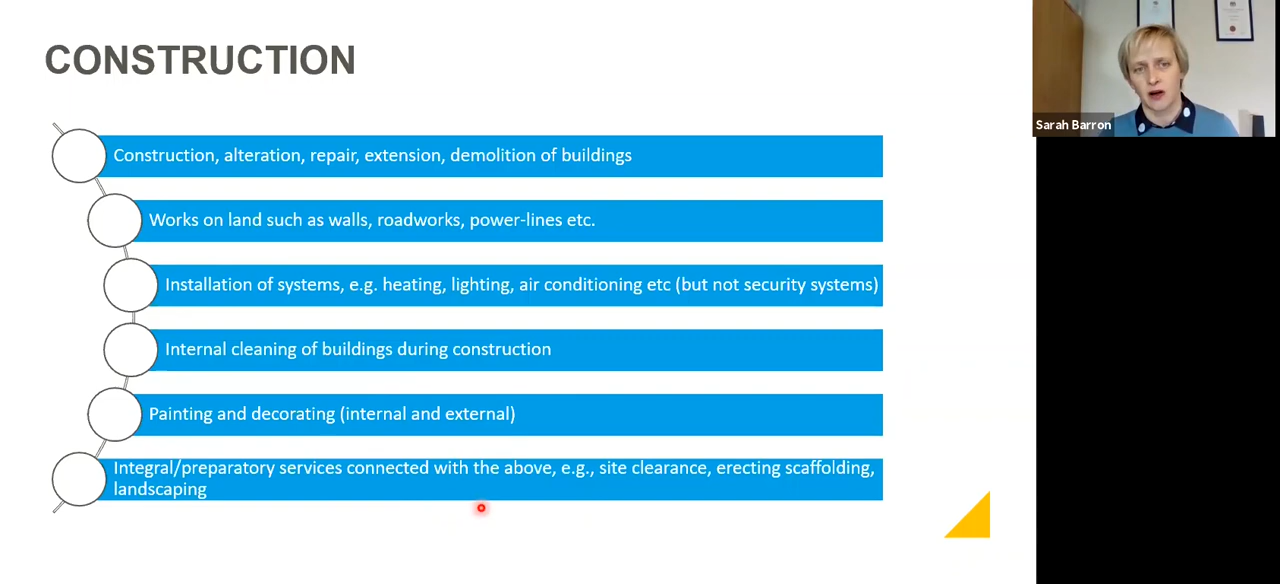 CONSTRUCTION
Construction, alteration, repair, extension, demolition of buildings
Works on land such as walls, roadworks, power-lines etc.
Installation of systems, e.g. heating, lighting, air conditioning etc (but not security systems)
Internal cleaning of buildings during construction
Painting and decorating (internal and external)
Integral/preparatory services connected with the above, e.g., site clearance, erecting scaffolding,
landscaping
Sarah Barron